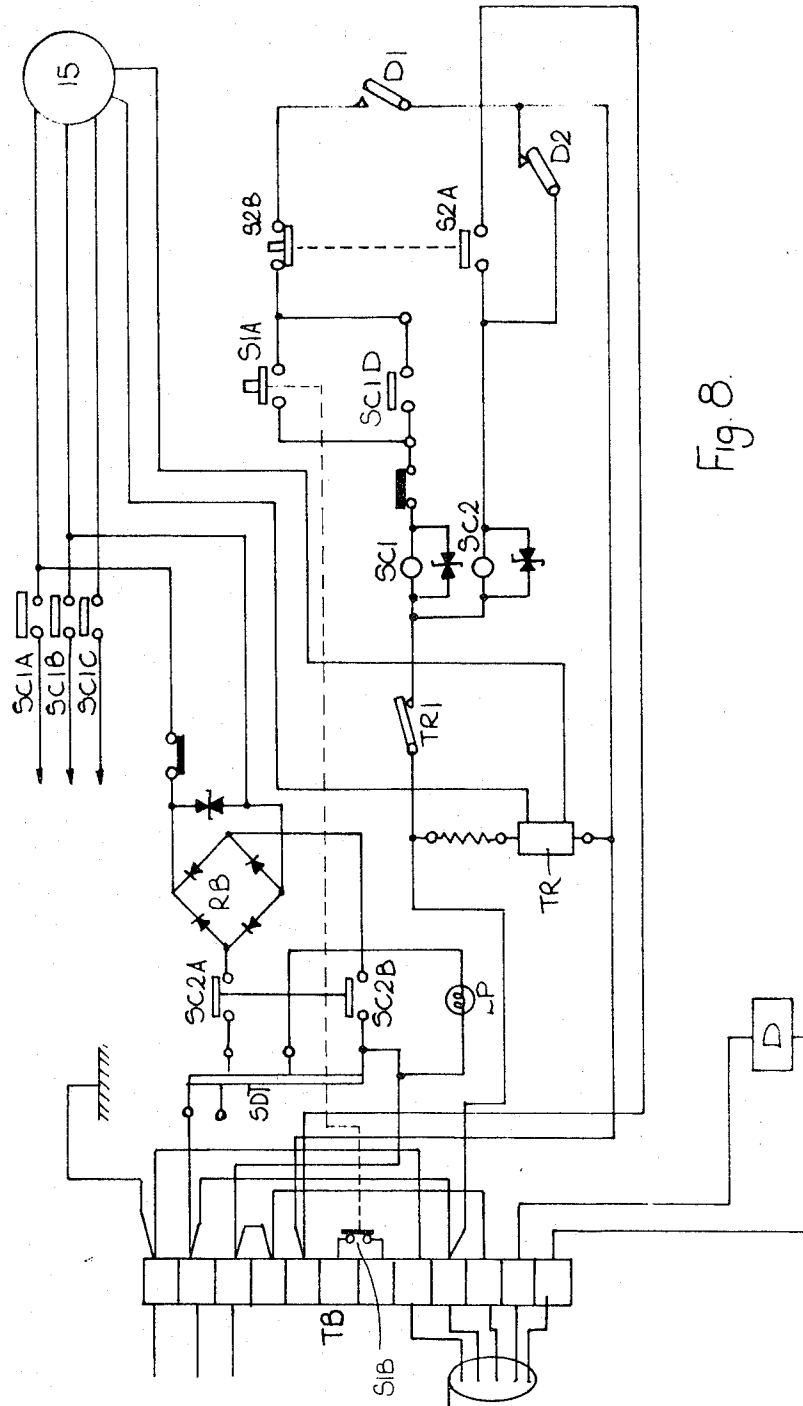 15
SC1A
SC1B
SC1C
S2B
D1
S1A
D2
S2A
SC1D
SC1
SC2
TR1
RB
SC2A
SC2B
LP
TR
SDT
D
TB
S1B
Fig. 8.